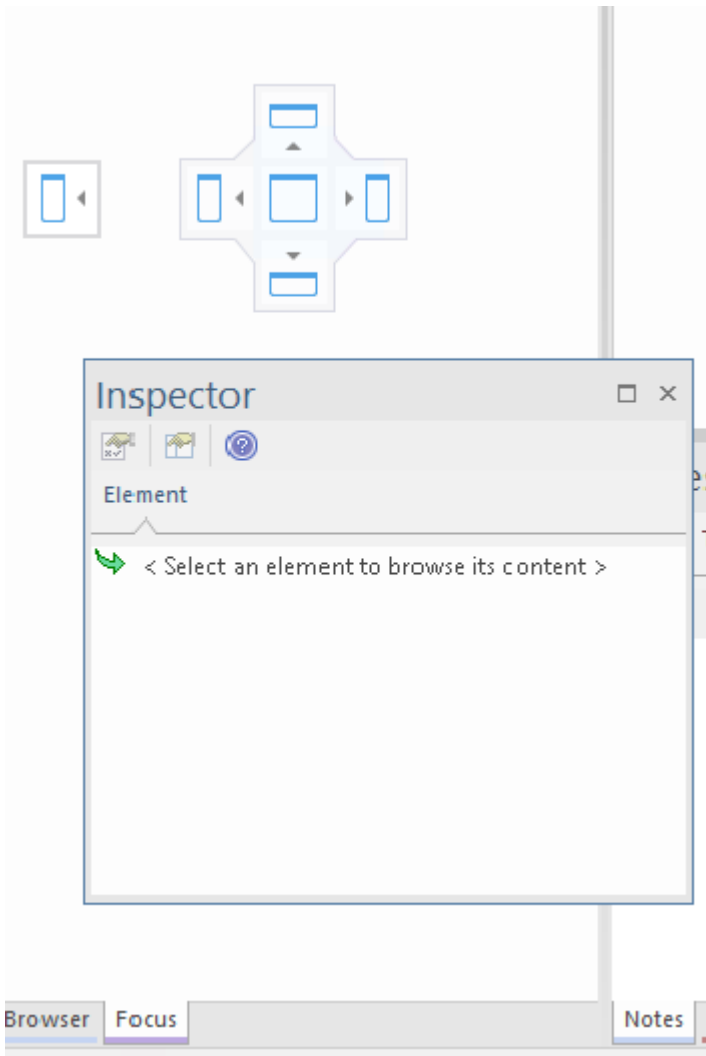 Inspector
Element
< Select an element to browse its content >
Browser
Focus
Notes